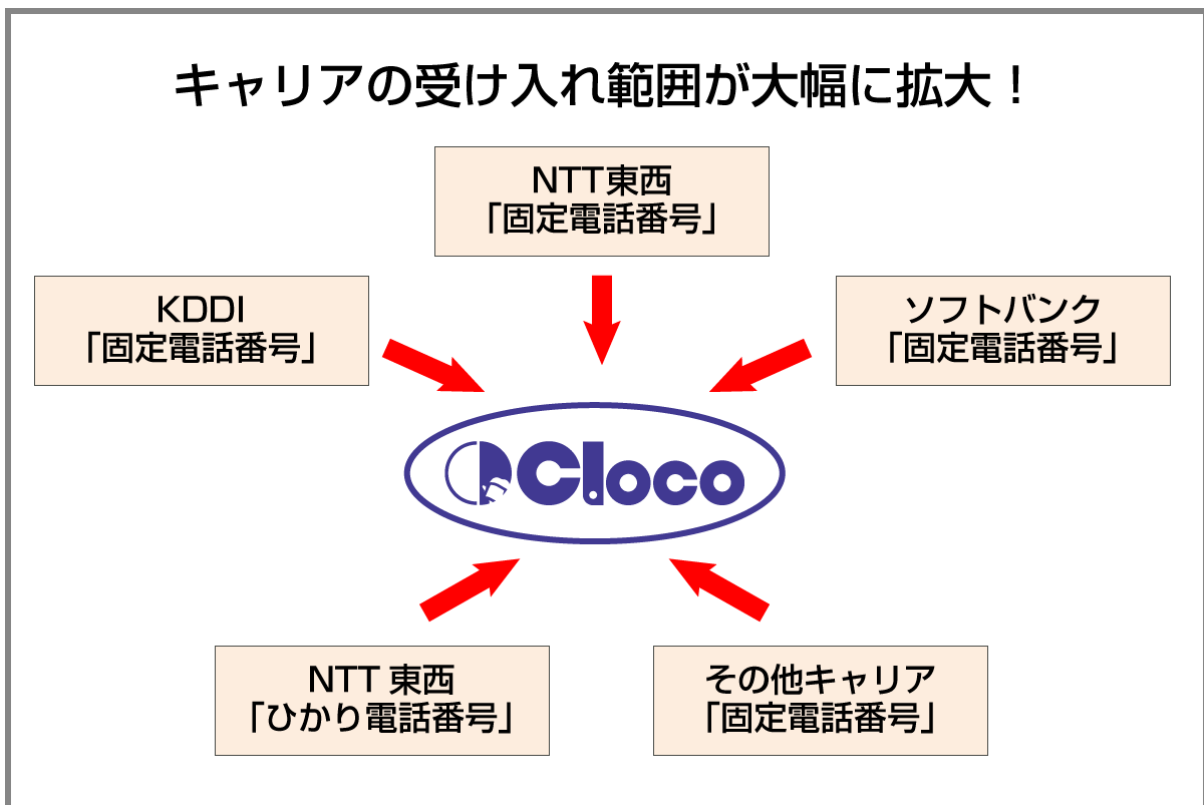 キャリアの受け入れ範囲が大幅に拡大！
NTT東西
「固定電話番号」
KDDI
「固定電話番号」
ソフトバンク
「固定電話番号」
Cloco
NTT 東西
「ひかり電話番号」
その他キャリア
「固定電話番号」